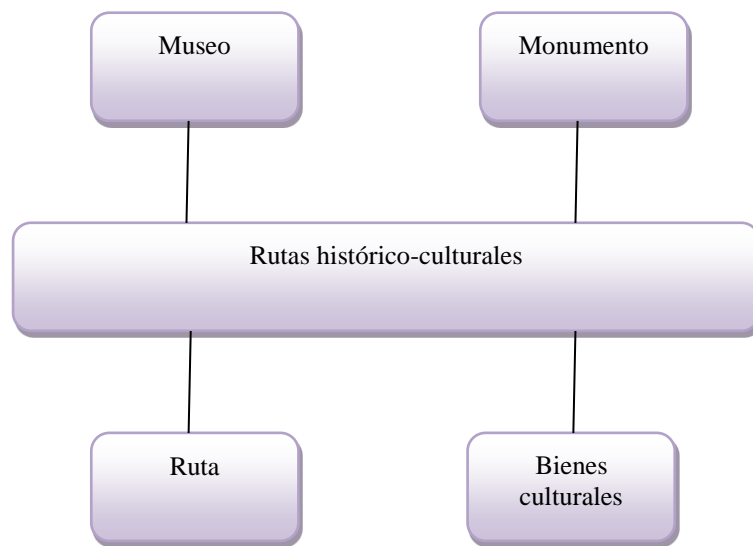 Museo
Monumento
Rutas histórico-culturales
Ruta
Bienes
culturales